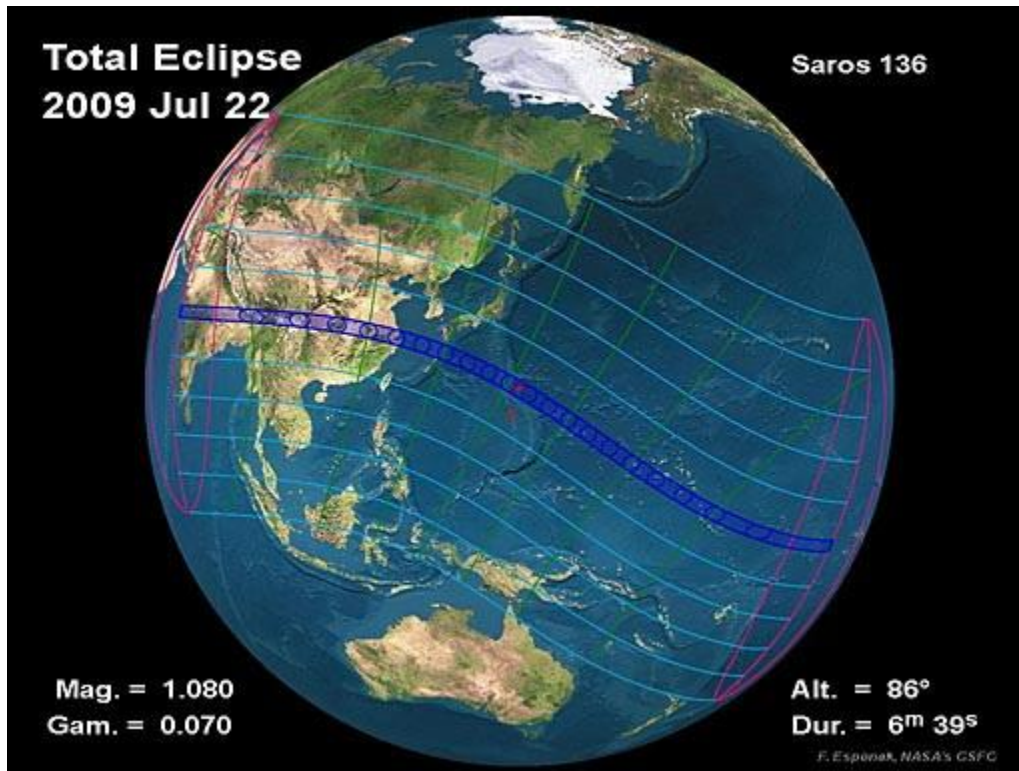 Total Eclipse
2009 Jul 22
Saros 136
Mag. = 1.080
Gam. = 0.070
Alt. = 86°
Dur. = 6m 39s
F. Espenak, NASA's GSFC